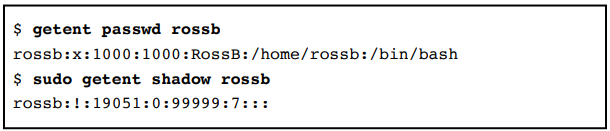 $ getent passwd rossb
rossb:x:1000:1000:RossB:/home/rossb:/bin/bash
$ sudo getent shadow rossb
rossb:!:19051:0:99999:7:::